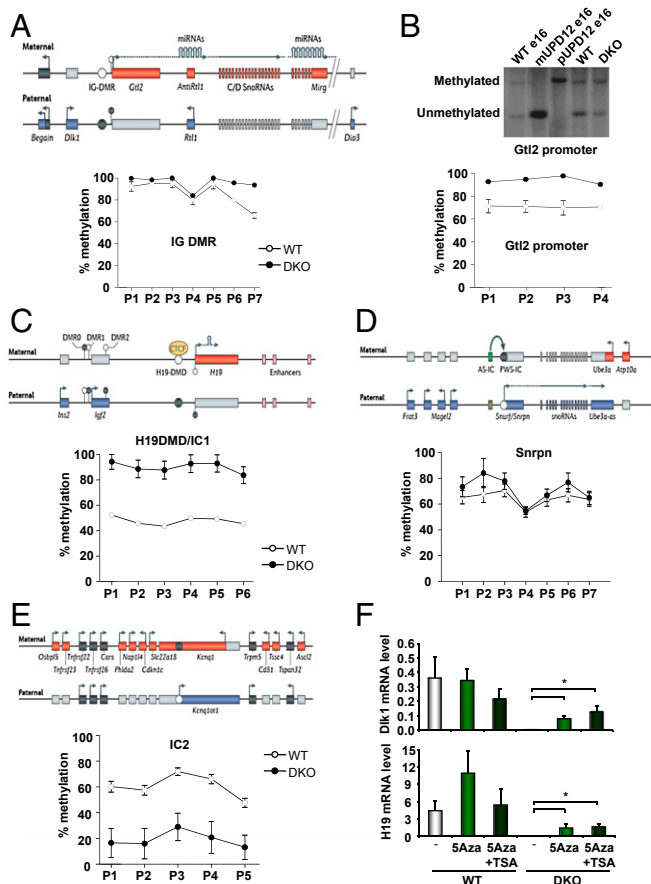 A
miRNAs
miRNAs
Maternal
IG-DMR
Gtl2
AntiRtl1
C/D SnoRNAs
Mirg
Paternal
Begain
Dlk1
Rtl1
Dio3
% methylation
100
80
60
40
20
0
IG DMR
WT
DKO
P1 P2 P3 P4 P5 P6 P7
B
WT e16
mUPD12 e16
pUPD12 e16
WT
DKO
Methylated
Unmethylated
Gtl2 promoter
% methylation
100
80
60
40
20
0
Gtl2 promoter
P1 P2 P3 P4
C
DMR0
DMR1
DMR2
CTCF
Maternal
H19-DMD
H19
Enhancers
Paternal
Ins2
Igf2
H19DMD/IC1
% methylation
100
80
60
40
20
0
WT
DKO
P1 P2 P3 P4 P5 P6
D
Maternal
AS-IC
PWS-IC
Ube3a
Atp10a
Paternal
Frat3
Magel2
Snurf/Snrpn
snoRNAs
Ube3a-as
Snrpn
% methylation
100
80
60
40
20
0
P1 P2 P3 P4 P5 P6 P7
E
Maternal
Osbpl5
Tnfrsf22
Cars
Nap1l4
Slc22a18
Kcnq1
Trpm5
Tssc4
Ascl2
Tnfrsf23
Tnfrsf26
Phlda2
Cdkn1c
Cd81
Tspan32
Paternal
Kcnq1ot1
IC2
% methylation
100
80
60
40
20
0
WT
DKO
P1 P2 P3 P4 P5
F
Dlk1 mRNA level
0.6
0.5
0.4
0.3
0.2
0.1
0.0
*
H19 mRNA level
15
12
9
6
3
0
*
- 5Aza 5Aza +TSA - 5Aza 5Aza +TSA
WT DKO